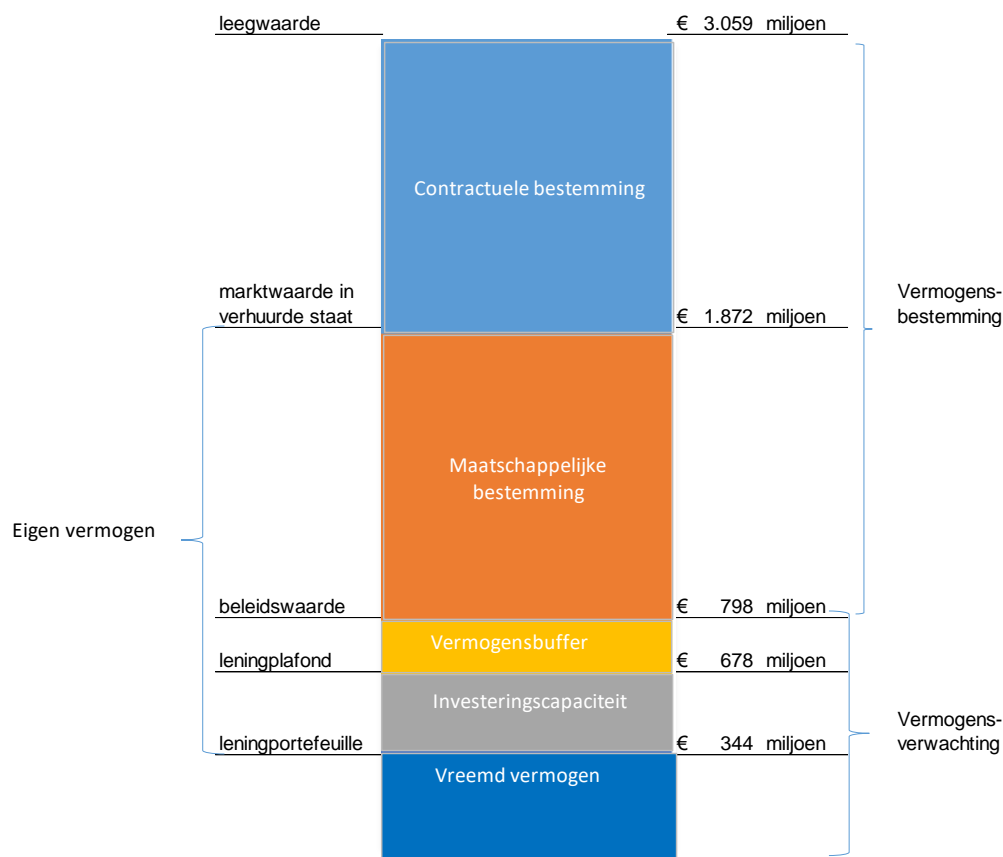 leegwaarde € 3.059 miljoen
Contractuele bestemming
marktwaarde in
verhuurde staat € 1.872 miljoen
Vermogens-
bestemming
Maatschappelijke
bestemming
Eigen vermogen
beleidswaarde € 798 miljoen
Vermogensbuffer
leningplafond € 678 miljoen
Investeringscapaciteit
leningportefeuille € 344 miljoen
Vermogens-
verwachting
Vreemd vermogen